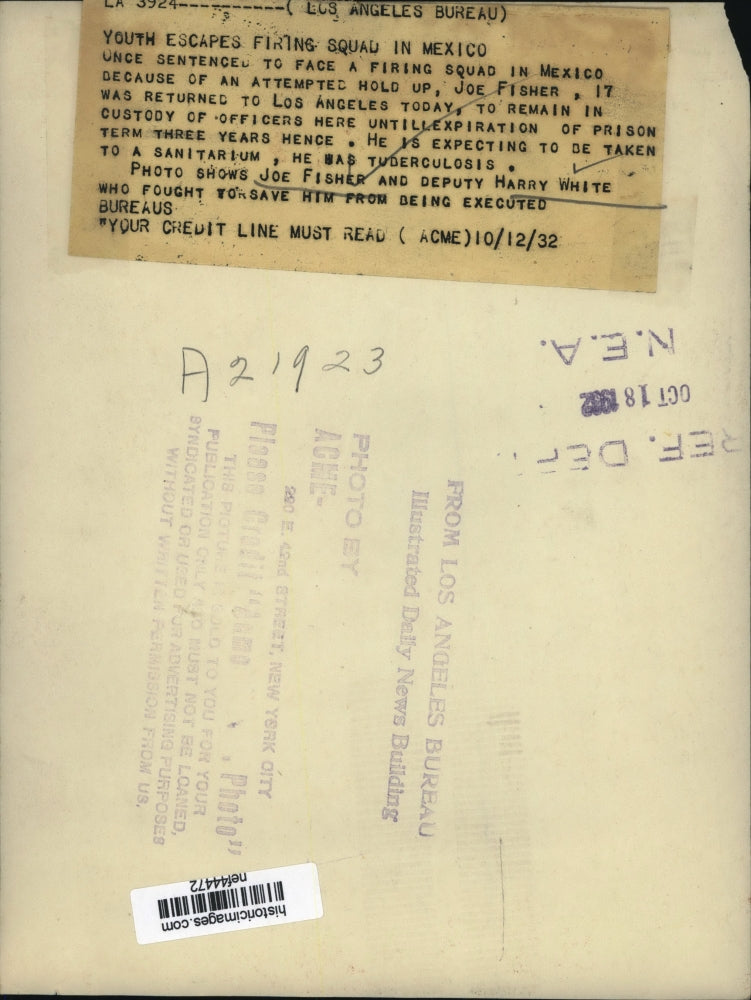 LA 3924----------( LOS ANGELES BUREAU)
YOUTH ESCAPES FIRING SQUAD IN MEXICO
ONCE SENTENCED TO FACE A FIRING SQUAD IN MEXICO
BECAUSE OF AN ATTEMPTED HOLD UP, JOE FISHER , 17
WAS RETURNED TO LOS ANGELES TODAY, TO REMAIN IN
CUSTODY OF OFFICERS HERE UNTILLEXPIRATION OF PRISON
TERM THREE YEARS HENCE . HE IS EXPECTING TO BE TAKEN
TO A SANITARIUM , HE HAS TUBERCULOSIS .
PHOTO SHOWS JOE FISHER AND DEPUTY HARRY WHITE
WHO FOUGHT TO SAVE HIM FROM BEING EXECUTED
BUREAUS
"YOUR CREDIT LINE MUST READ ( ACME)10/12/32
N.E.A.
OCT 18 1932
REF. DEP
A21923
FROM LOS ANGELES BUREAU
Illustrated Daily News Building
PHOTO BY
ACME-
220 E. 42nd STREET, NEW YORK CITY
Please Credit "Acme Photo"
THIS PICTURE IS SOLD TO YOU FOR YOUR
PUBLICATION ONLY AND MUST NOT BE LOANED,
SYNDICATED OR USED FOR ADVERTISING PURPOSES
WITHOUT WRITTEN PERMISSION FROM US.
historicimages.com
nef44472